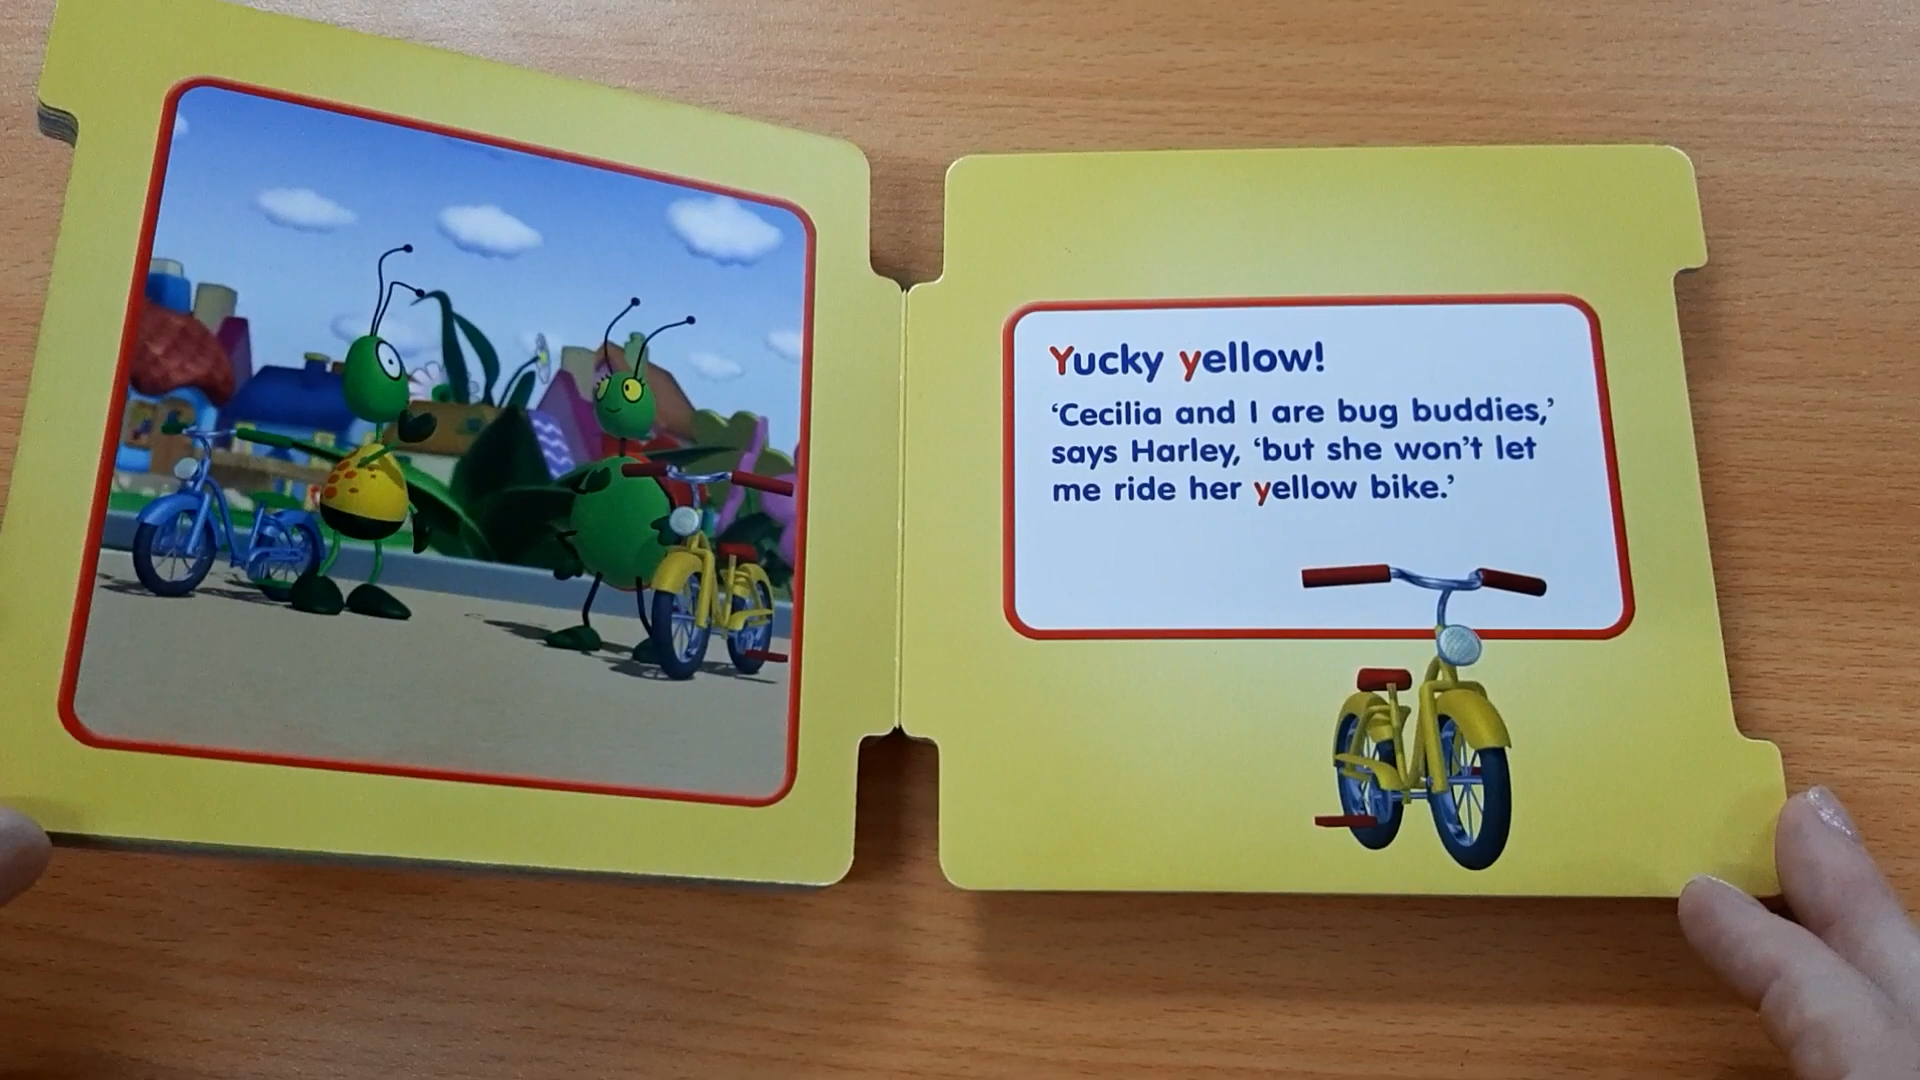 Yucky yellow!
‘Cecilia and I are bug buddies,’
says Harley, ‘but she won’t let
me ride her yellow bike.’